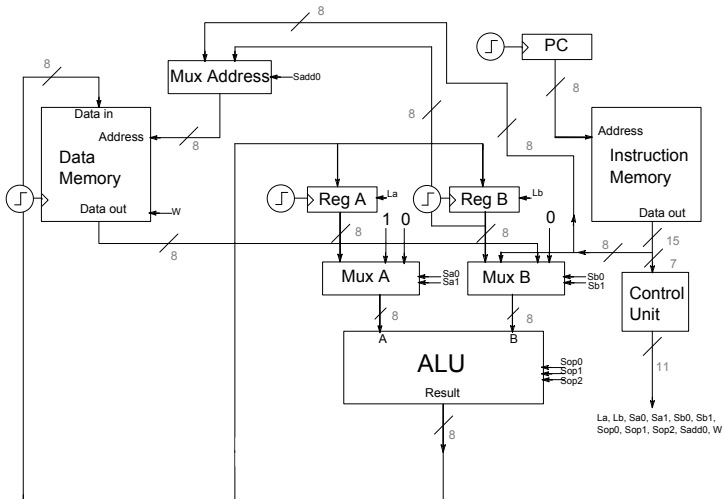 8
8
PC
Mux Address
Sadd0
8
Data in
Address
8
8
8
Address
Data
Memory
Instruction
Memory
Data out
W
Reg A
La
Reg B
Lb
Data out
8
8
1 0
8
0
8
15
7
Mux A
Sa0
Sa1
Mux B
Sb0
Sb1
Control
Unit
8
8
A
B
ALU
Sop0
Sop1
Sop2
Result
11
8
La, Lb, Sa0, Sa1, Sb0, Sb1,
Sop0, Sop1, Sop2, Sadd0, W